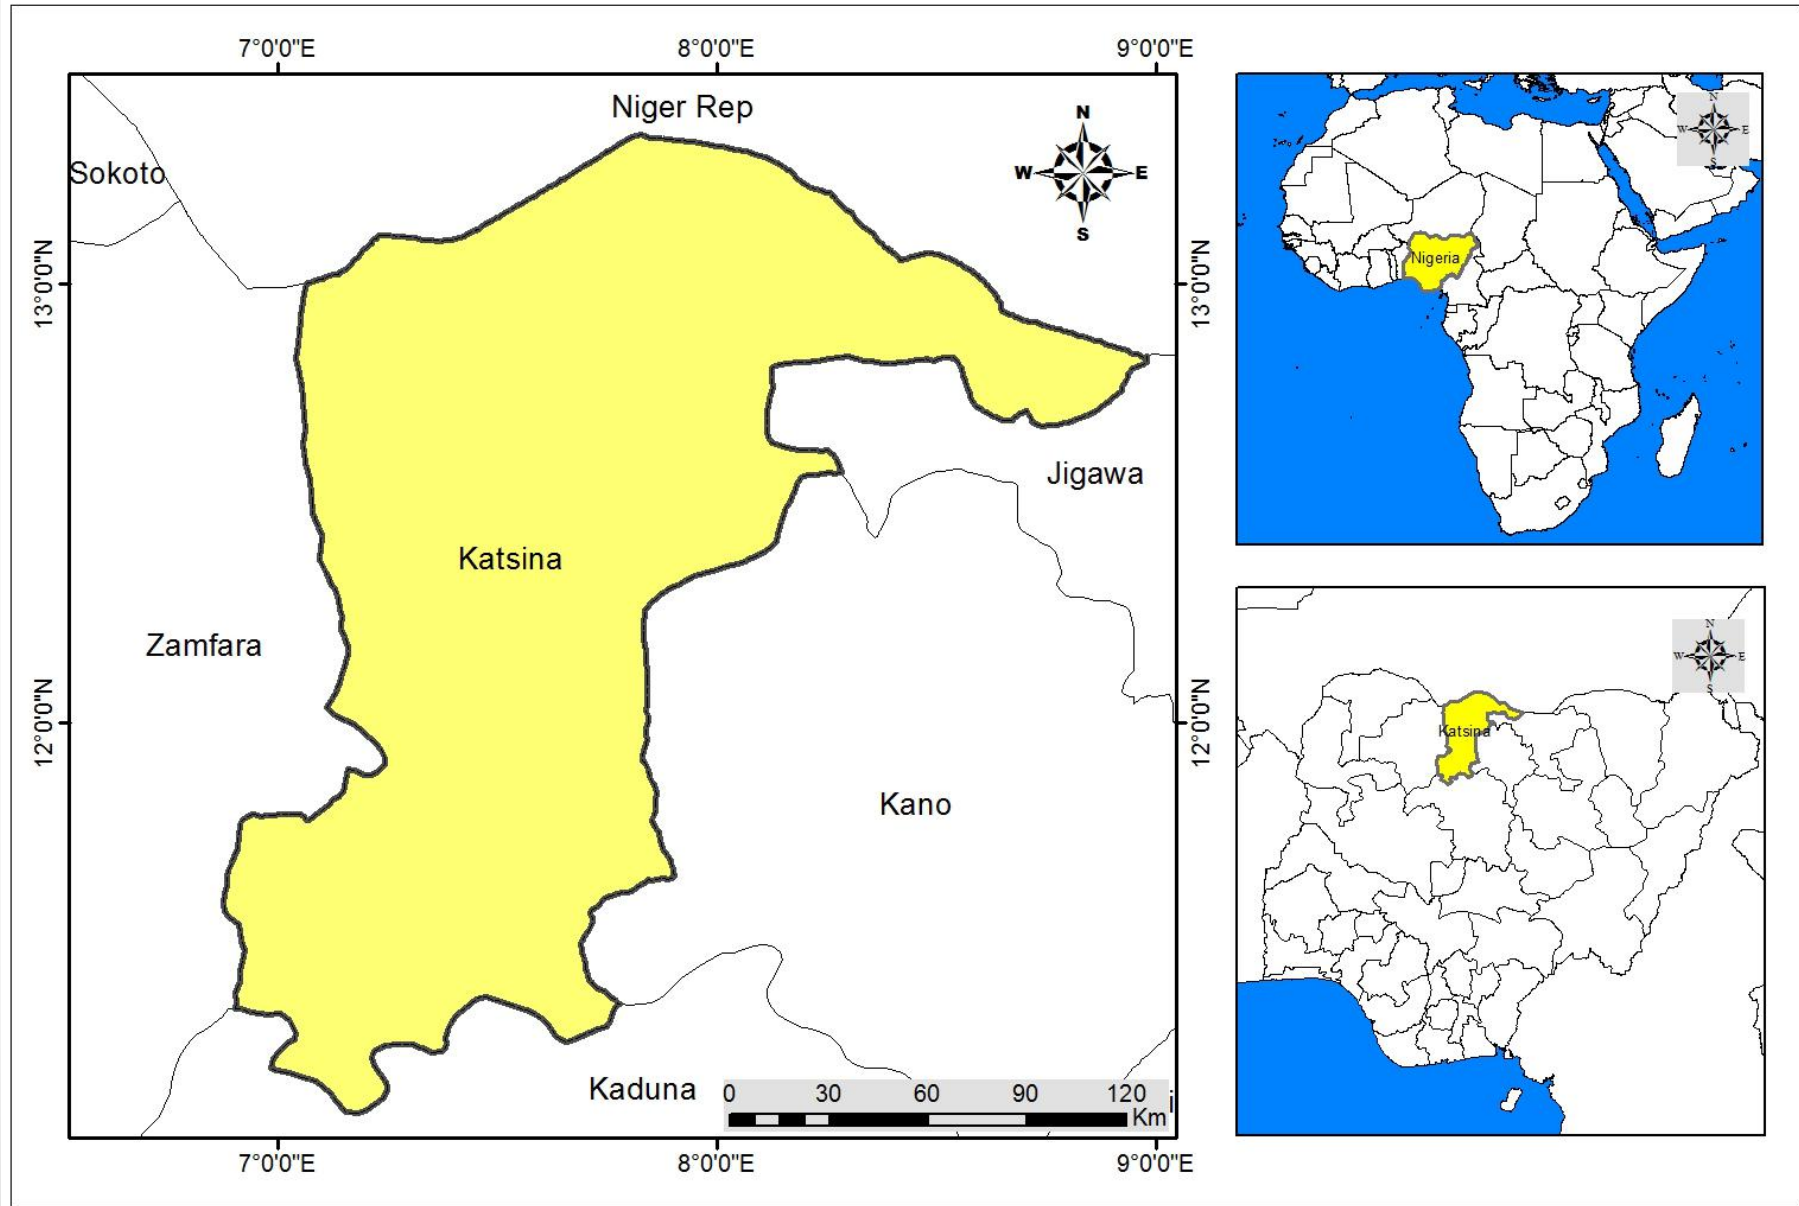 7°0'0"E 8°0'0"E 9°0'0"E
Niger Rep
N
W E
S
Sokoto
13°0'0"N
13°0'0"N
Jigawa
Katsina
Zamfara
12°0'0"N
12°0'0"N
Kano
Kaduna
0 30 60 90 120
Km
7°0'0"E 8°0'0"E 9°0'0"E
N
W E
S
Nigeria
N
W E
S
Katsina